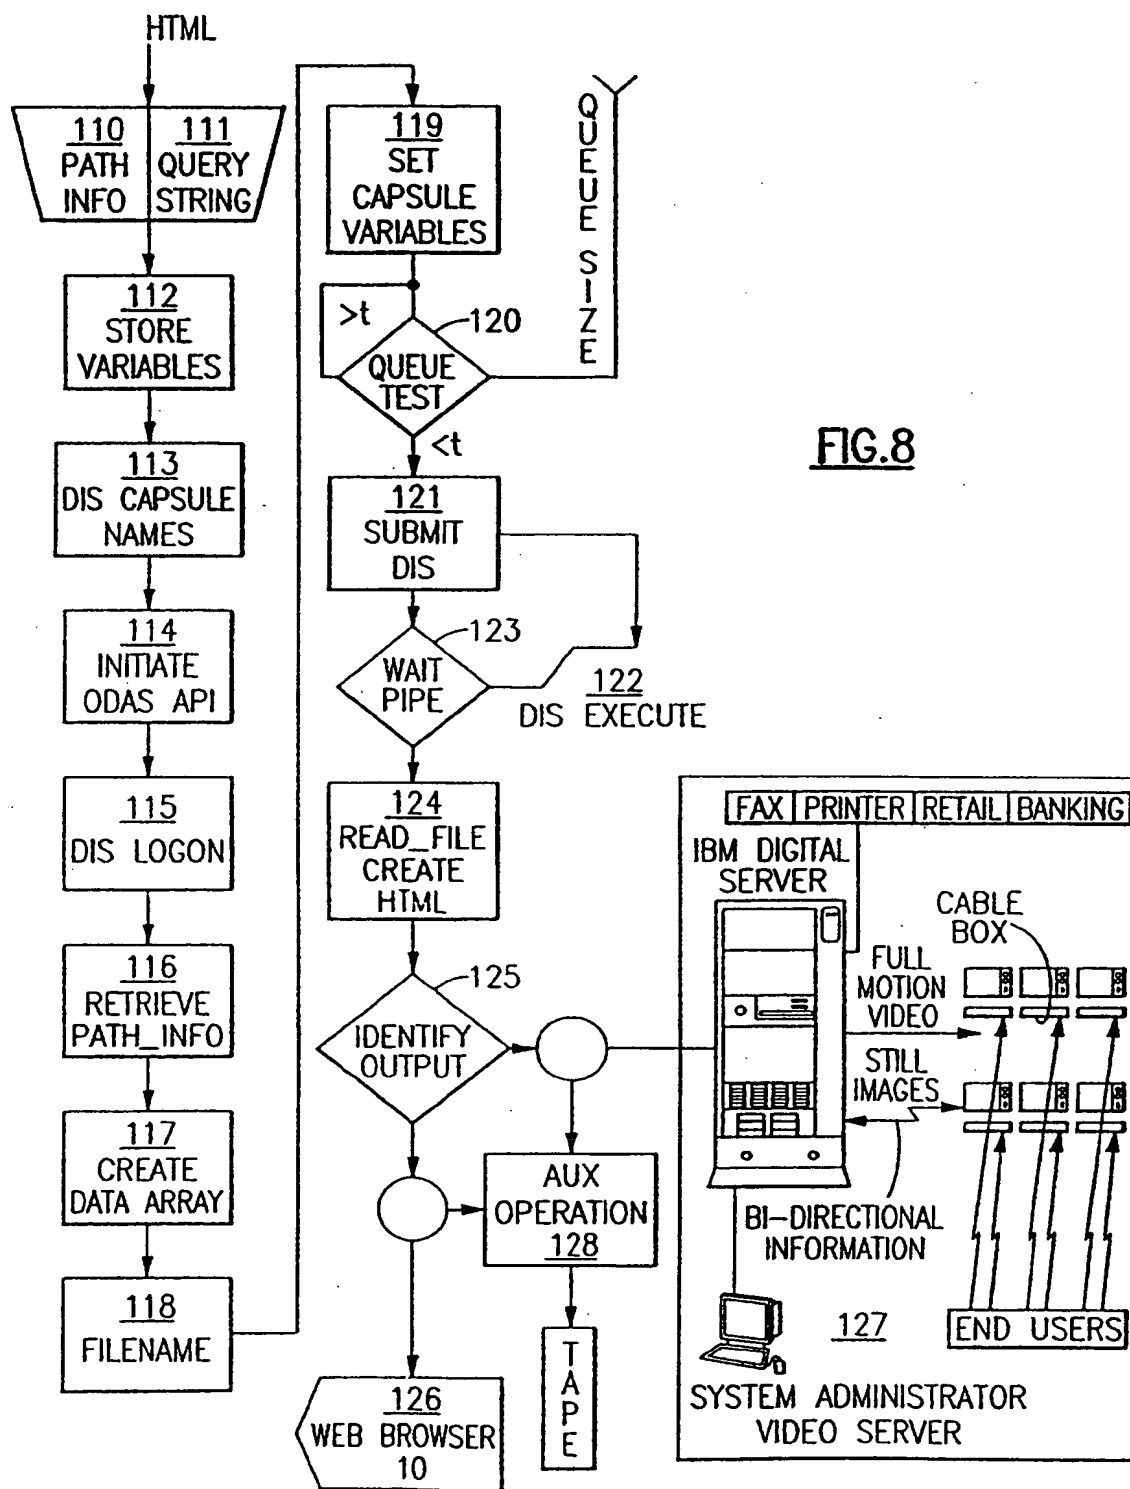 HTML
110
PATH
INFO
111
QUERY
STRING
112
STORE
VARIABLES
113
DIS CAPSULE
NAMES
114
INITIATE
ODAS API
115
DIS LOGON
116
RETRIEVE
PATH_INFO
117
CREATE
DATA ARRAY
118
FILENAME
119
SET
CAPSULE
VARIABLES
>t
120
QUEUE
TEST
<t
QUEUE SIZE
121
SUBMIT
DIS
123
WAIT
PIPE
122
DIS EXECUTE
124
READ_FILE
CREATE
HTML
125
IDENTIFY
OUTPUT
AUX
OPERATION
128
TAPE
126
WEB BROWSER
10
FIG.8
FAX PRINTER RETAIL BANKING
IBM DIGITAL
SERVER
CABLE
BOX
FULL
MOTION
VIDEO
STILL
IMAGES
BI-DIRECTIONAL
INFORMATION
127
END USERS
SYSTEM ADMINISTRATOR
VIDEO SERVER